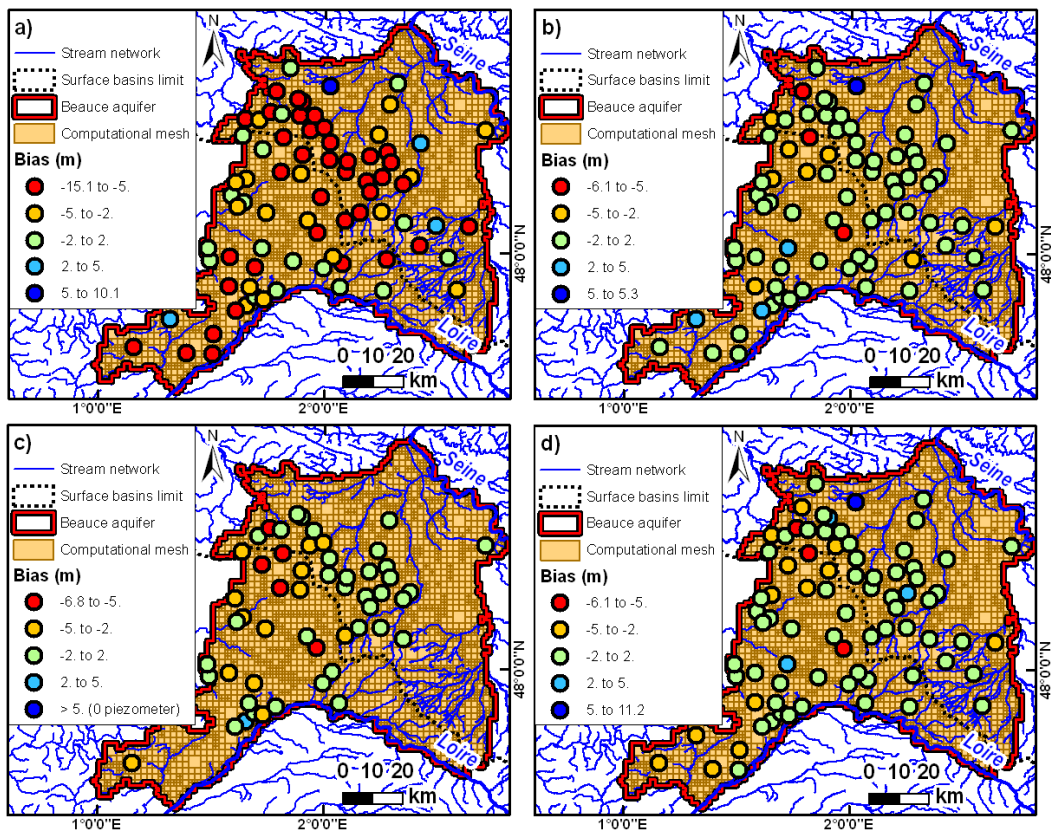 a)
N
Stream network
Surface basins limit
Beauce aquifer
Computational mesh
Bias (m)
-15.1 to -5.
-5. to -2.
-2. to 2.
2. to 5.
5. to 10.1
Seine
Loire
0 10 20
km
48°0'0"N
1°0'0"E
2°0'0"E
b)
N
Stream network
Surface basins limit
Beauce aquifer
Computational mesh
Bias (m)
-6.1 to -5.
-5. to -2.
-2. to 2.
2. to 5.
5. to 5.3
Seine
Loire
0 10 20
km
48°0'0"N
1°0'0"E
2°0'0"E
c)
N
Stream network
Surface basins limit
Beauce aquifer
Computational mesh
Bias (m)
-6.8 to -5.
-5. to -2.
-2. to 2.
2. to 5.
> 5. (0 piezometer)
Seine
Loire
0 10 20
km
48°0'0"N
1°0'0"E
2°0'0"E
d)
N
Stream network
Surface basins limit
Beauce aquifer
Computational mesh
Bias (m)
-6.1 to -5.
-5. to -2.
-2. to 2.
2. to 5.
5. to 11.2
Seine
Loire
0 10 20
km
48°0'0"N
1°0'0"E
2°0'0"E